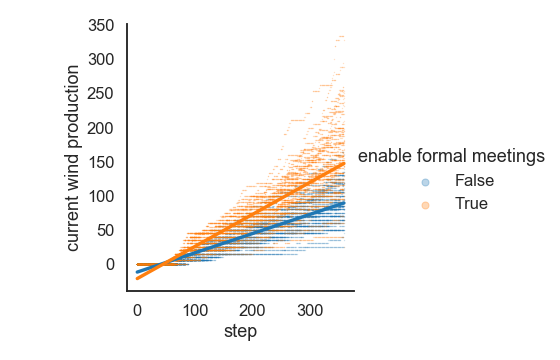 350
300
250
200
150
100
50
0
current wind production
0 100 200 300
step
enable formal meetings
False
True